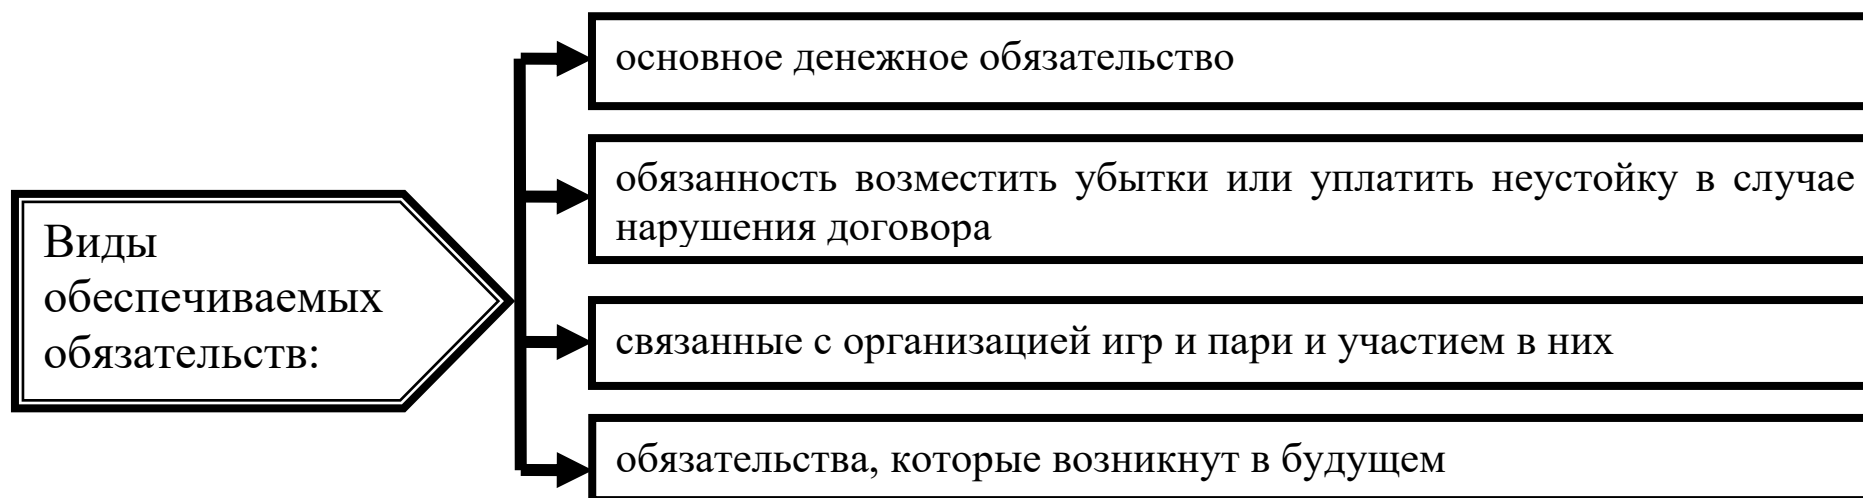 Виды
обеспечиваемых
обязательств:
основное денежное обязательство
обязанность возместить убытки или уплатить неустойку в случае
нарушения договора
связанные с организацией игр и пари и участием в них
обязательства, которые возникнут в будущем